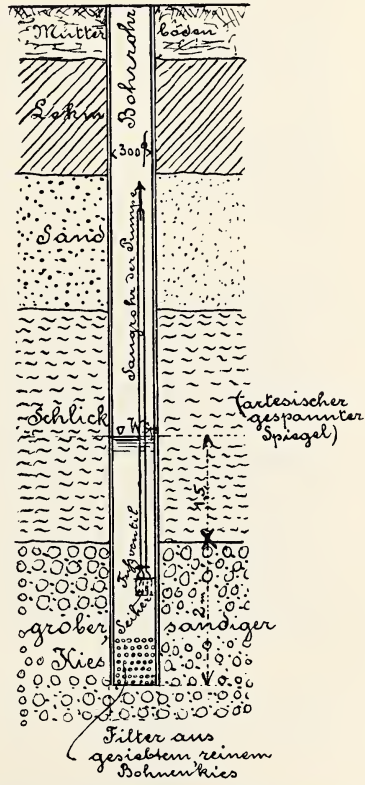 Mutter boden
Bohrrohr
Lehm
300
Saugrohr der Pumpe
Sand
Schlick
(artesischer
gespannter
Spiegel)
Fußventil
Seiher
grober, sandiger
Kies
Filter aus
gesiebtem, reinem
Bohnenkies